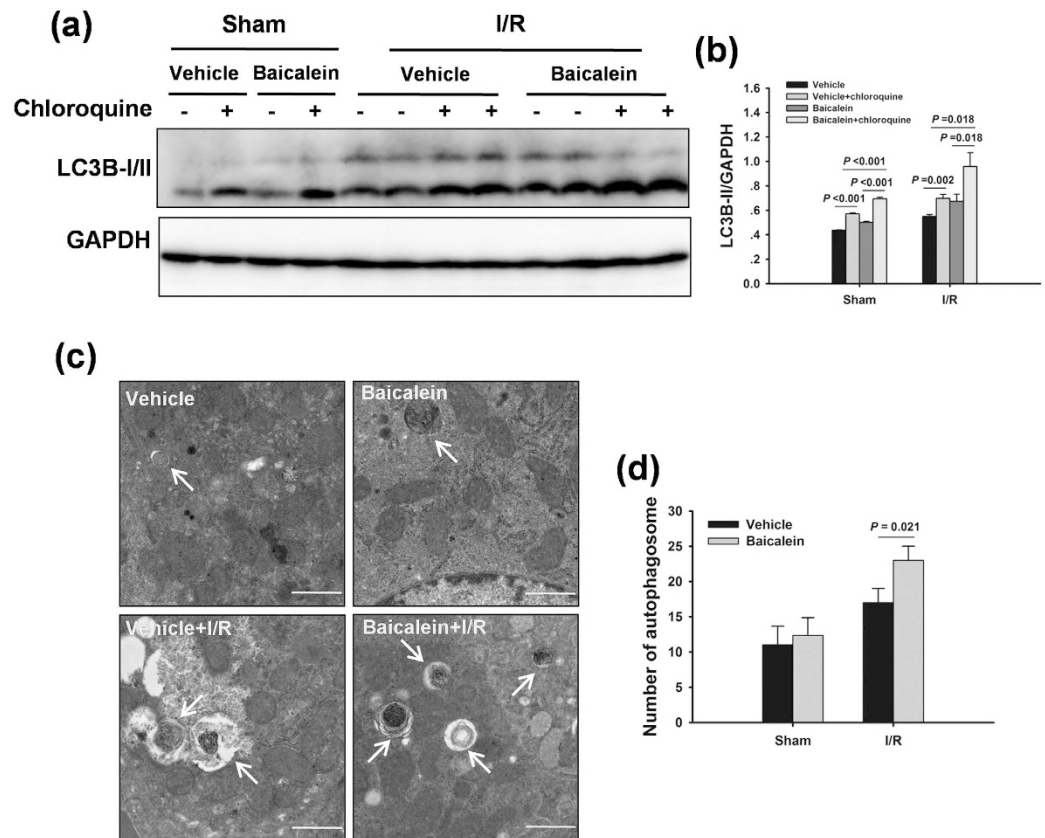 (a)
Sham
I/R
Vehicle Baicalein
Vehicle
Baicalein
Chloroquine - + - + - - + + - - + +
LC3B-I/II
GAPDH
(b)
Vehicle
Vehicle+chloroquine
Baicalein
Baicalein+chloroquine
LC3B-II/GAPDH
1.6
1.4
1.2
1.0
.8
.6
.4
.2
0.0
P <0.001
P <0.001
P <0.001
P =0.018
P =0.018
P =0.002
Sham
I/R
(c)
Vehicle
Baicalein
Vehicle+I/R
Baicalein+I/R
(d)
Vehicle
Baicalein
P = 0.021
Number of autophagosome
30
25
20
15
10
5
0
Sham
I/R